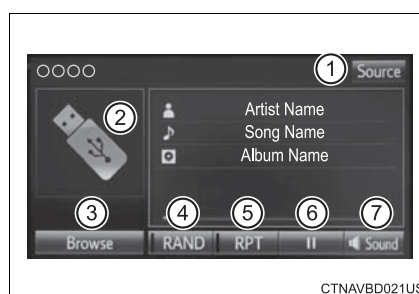 ○○○○
① Source
②
Artist Name
Song Name
Album Name
③ ④ ⑤ ⑥ ⑦
Browse RAND RPT II Sound
CTNAVBD021US